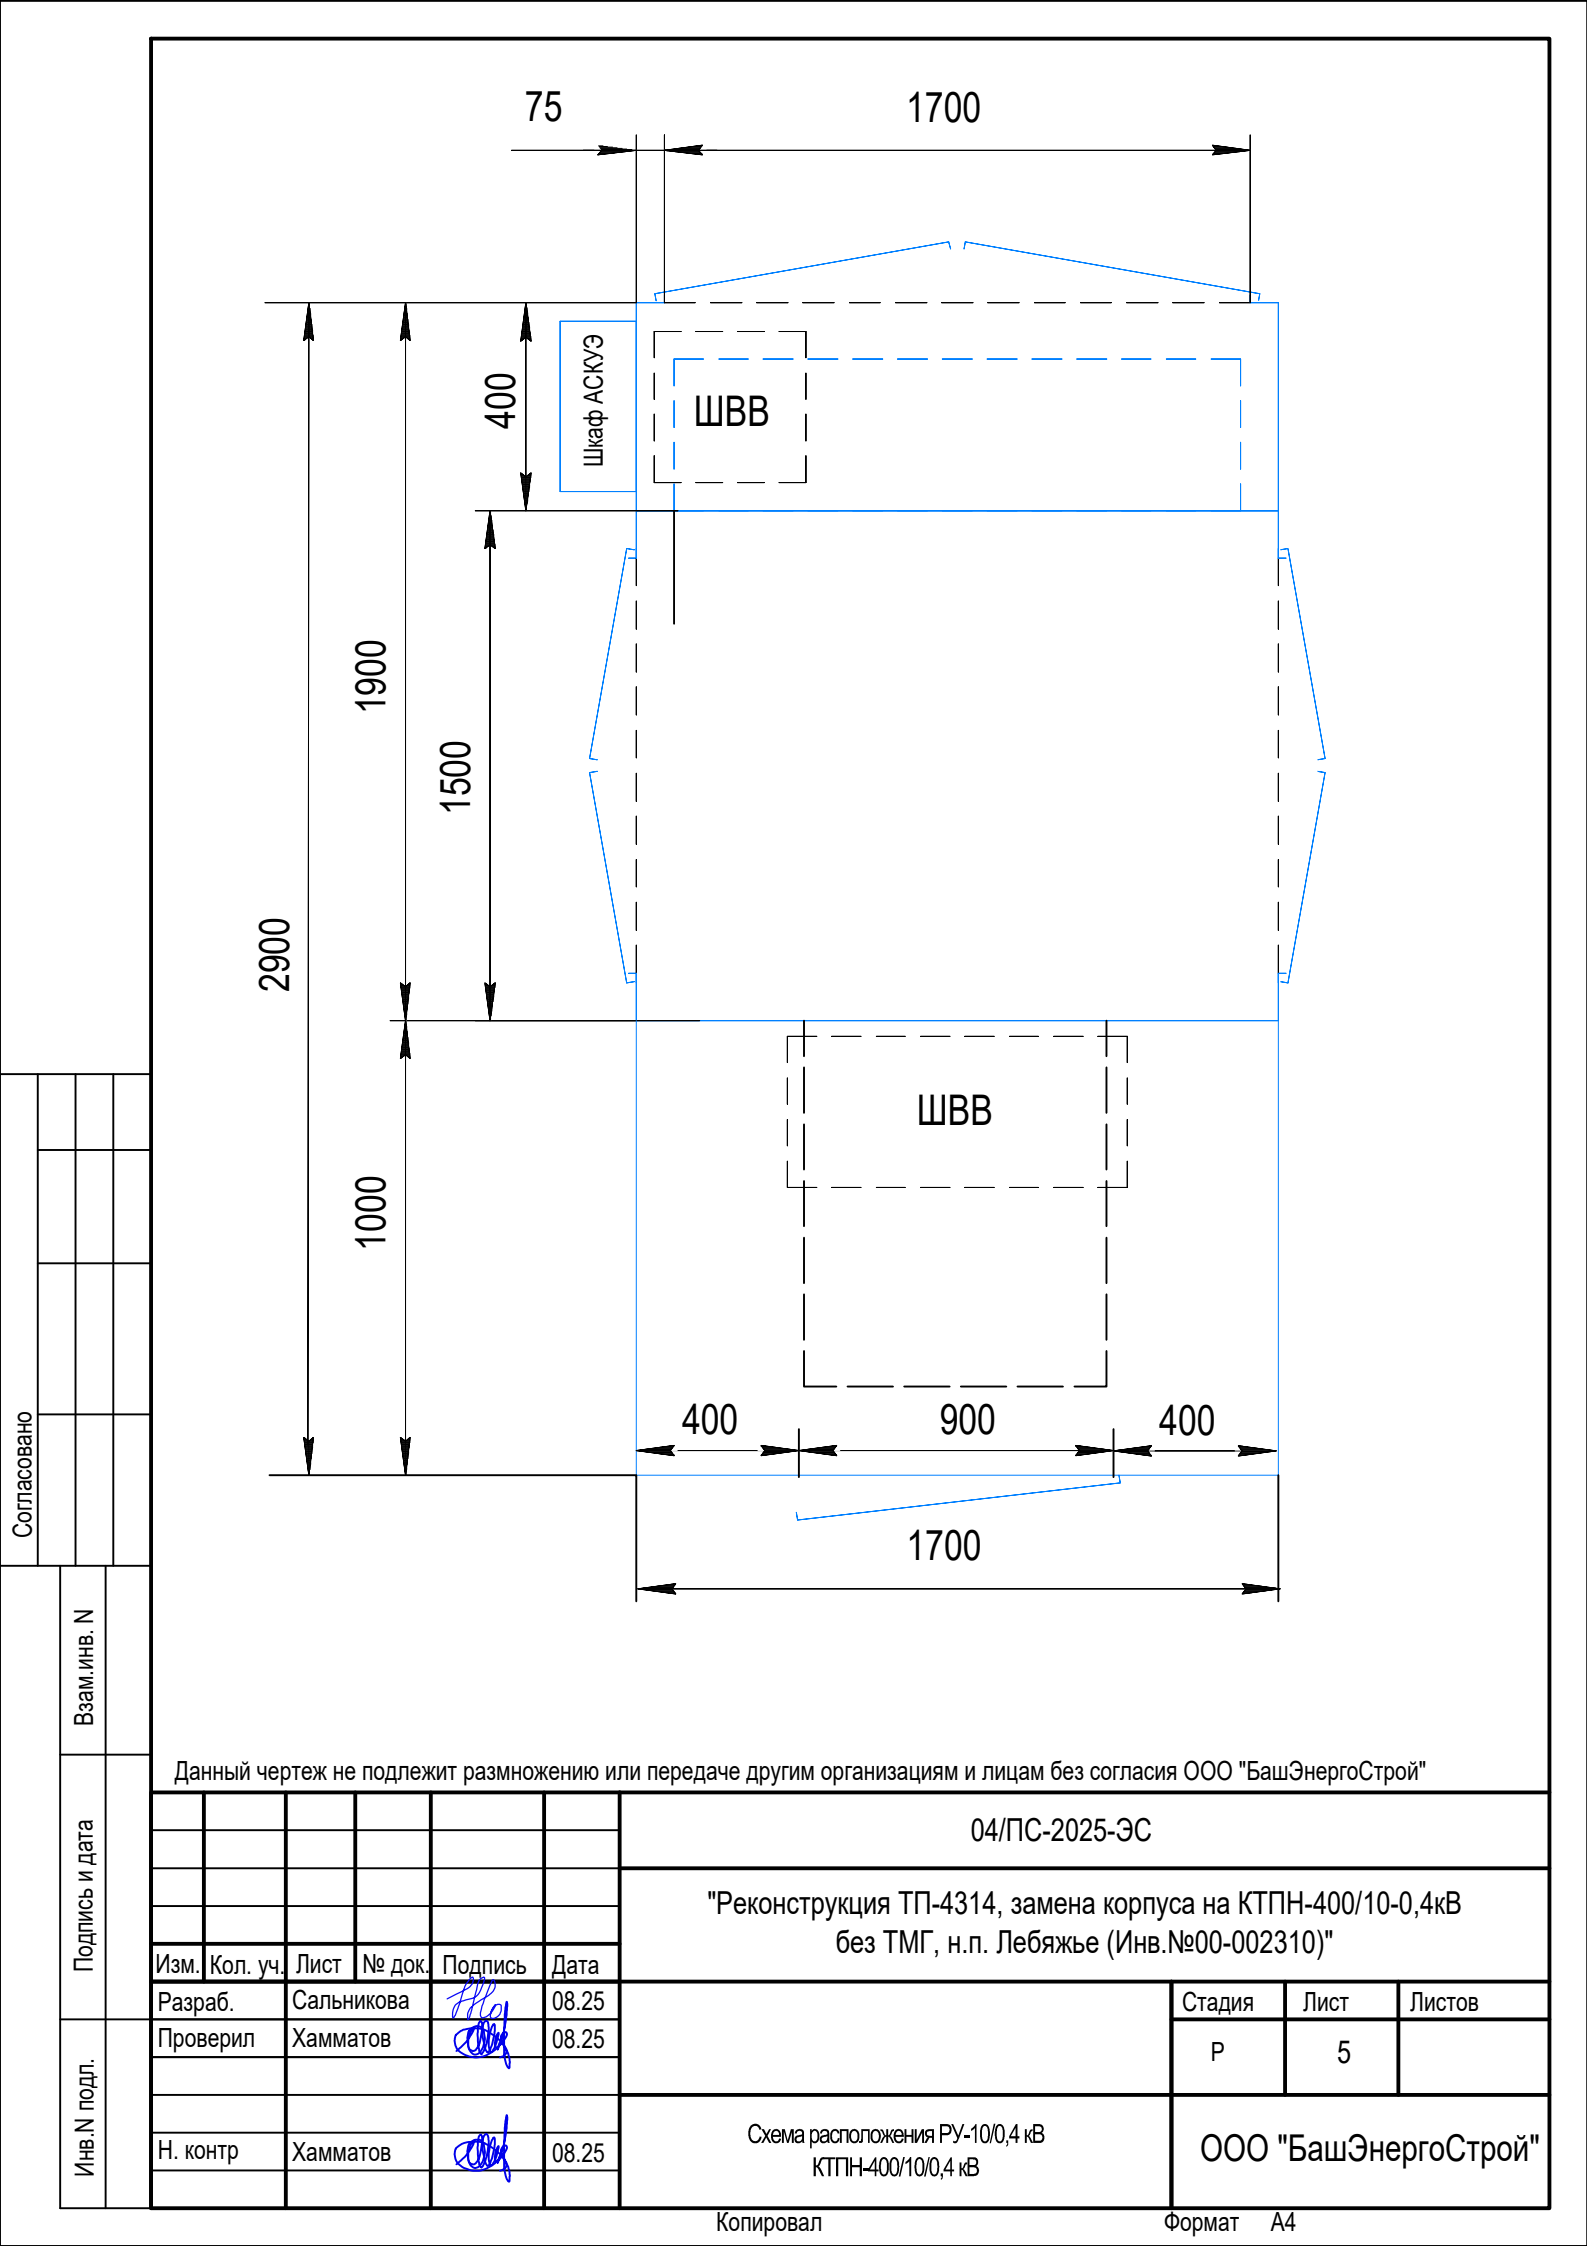 75
1700
Шкаф АСКУЭ
400
ШВВ
1900
1500
2900
ШВВ
1000
400
900
400
1700
Согласовано
Взам.инв. N
Подпись и дата
Инв.N подл.
Данный чертеж не подлежит размножению или передаче другим организациям и лицам без согласия ООО "БашЭнергоСтрой"
04/ПС-2025-ЭС
"Реконструкция ТП-4314, замена корпуса на КТПН-400/10-0,4кВ
без ТМГ, н.п. Лебяжье (Инв.№00-002310)"
Изм. Кол. уч. Лист № док. Подпись Дата
Разраб. Сальникова 08.25
Стадия Лист Листов
Проверил Хамматов 08.25
Р 5
Н. контр Хамматов 08.25
Схема расположения РУ-10/0,4 кВ
КТПН-400/10/0,4 кВ
ООО "БашЭнергоСтрой"
Копировал
Формат А4